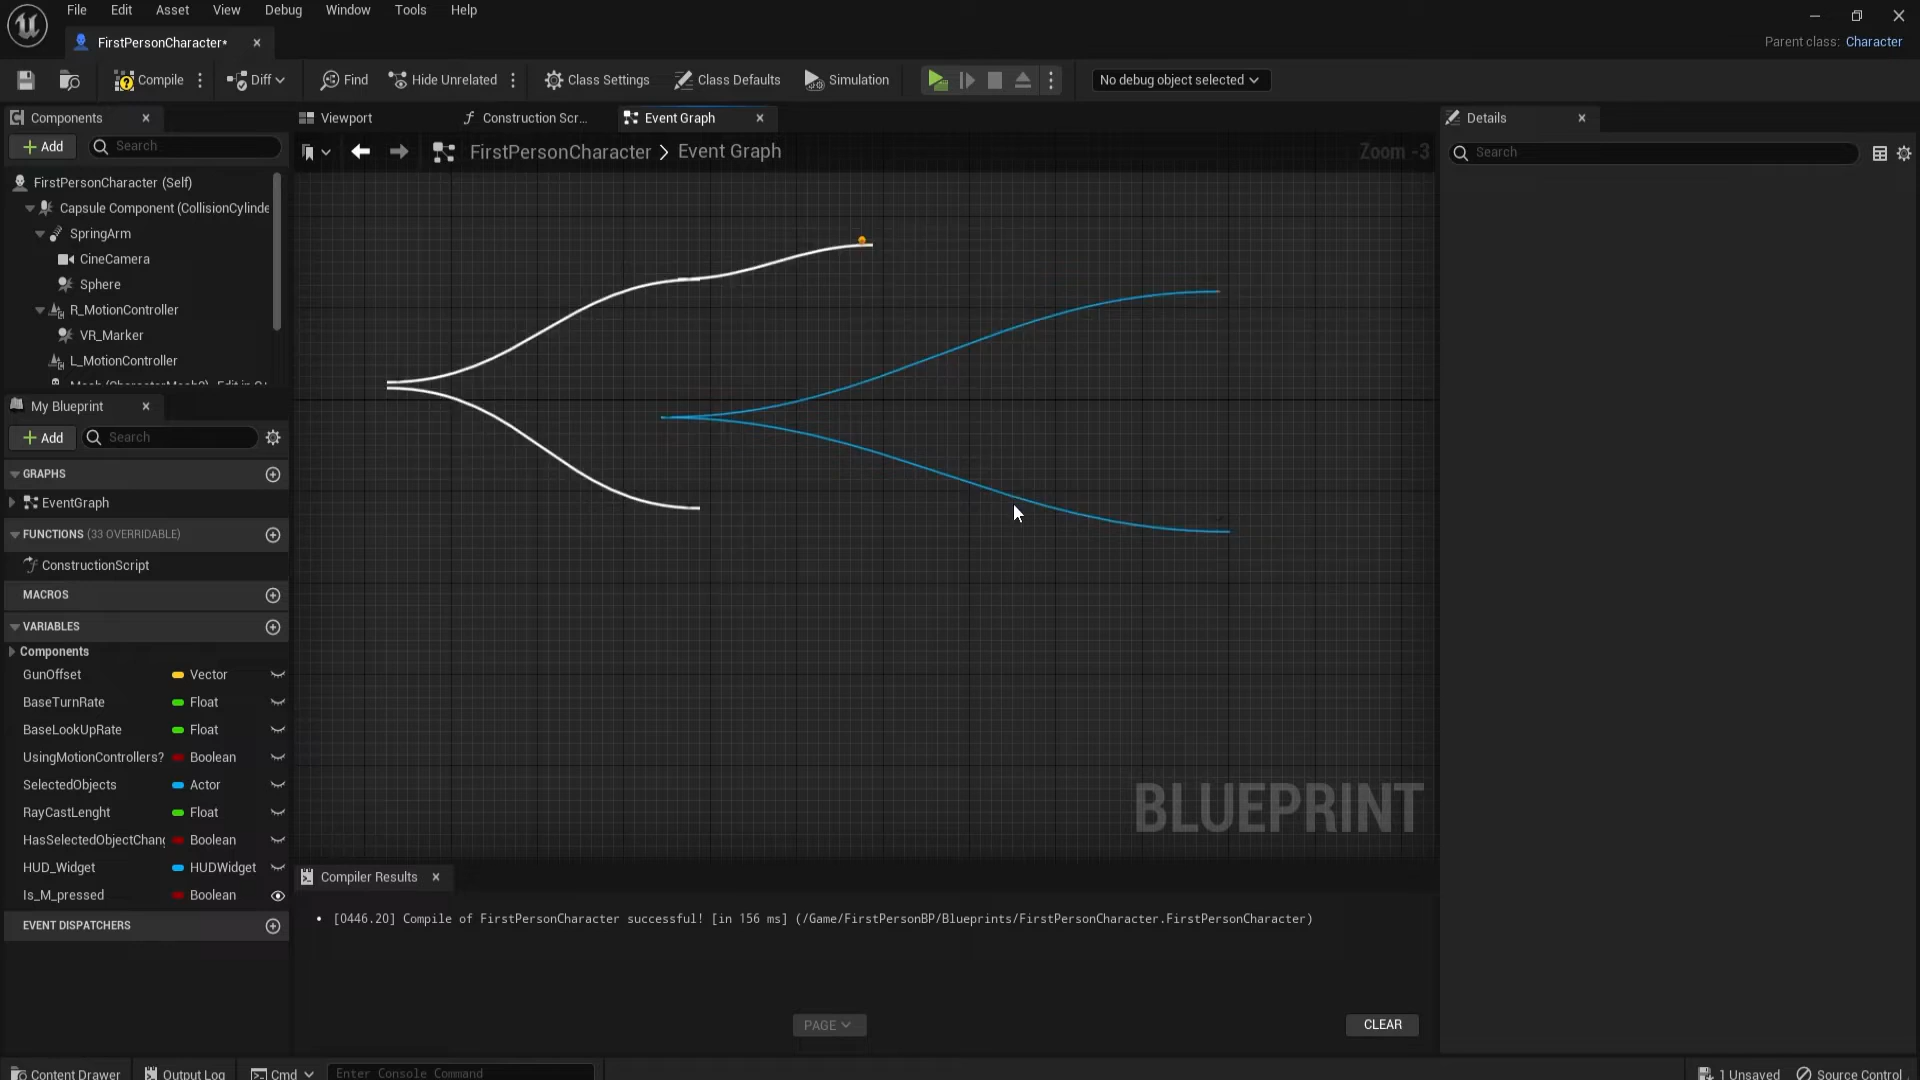 File Edit Asset View Debug Window Tools Help
FirstPersonCharacter*
Parent class: Character
Compile Diff Find Hide Unrelated Class Settings Class Defaults Simulation No debug object selected
Components
Add Search
FirstPersonCharacter (Self)
Capsule Component (CollisionCylinde
SpringArm
CineCamera
Sphere
R_MotionController
VR_Marker
L_MotionController
My Blueprint
Add Search
GRAPHS
EventGraph
FUNCTIONS (33 OVERRIDABLE)
ConstructionScript
MACROS
VARIABLES
Components
GunOffset Vector
BaseTurnRate Float
BaseLookUpRate Float
UsingMotionControllers? Boolean
SelectedObjects Actor
RayCastLenght Float
HasSelectedObjectChang Boolean
HUD_Widget HUDWidget
Is_M_pressed Boolean
EVENT DISPATCHERS
Viewport Construction Scr... Event Graph
FirstPersonCharacter > Event Graph
Zoom -3
BLUEPRINT
Compiler Results
[0446.20] Compile of FirstPersonCharacter successful! [in 156 ms] (/Game/FirstPersonBP/Blueprints/FirstPersonCharacter.FirstPersonCharacter)
PAGE
CLEAR
Details
Search
Content Drawer Output Log Cmd Enter Console Command
1 Unsaved Source Control